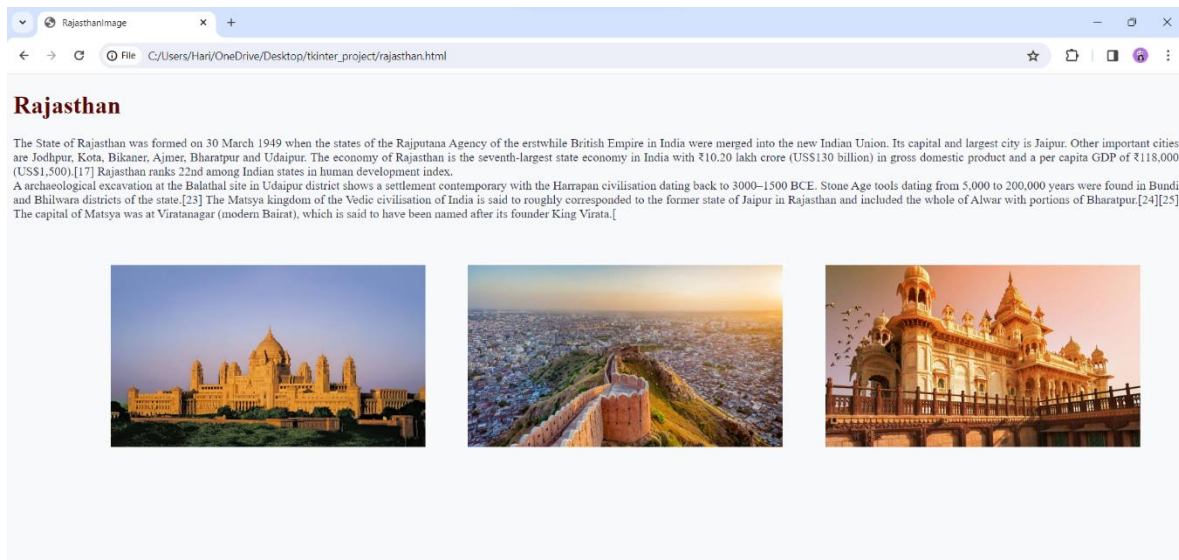 RajasthanImage
File C:/Users/Hari/OneDrive/Desktop/tkinter_project/rajasthan.html
Rajasthan
The State of Rajasthan was formed on 30 March 1949 when the states of the Rajputana Agency of the erstwhile British Empire in India were merged into the new Indian Union. Its capital and largest city is Jaipur. Other important cities
are Jodhpur, Kota, Bikaner, Ajmer, Bharatpur and Udaipur. The economy of Rajasthan is the seventh-largest state economy in India with ₹10.20 lakh crore (US$130 billion) in gross domestic product and a per capita GDP of ₹118,000
(US$1,500).[17] Rajasthan ranks 22nd among Indian states in human development index.
A archaeological excavation at the Balathal site in Udaipur district shows a settlement contemporary with the Harrapan civilisation dating back to 3000–1500 BCE. Stone Age tools dating from 5,000 to 200,000 years were found in Bundi
and Bhilwara districts of the state.[23] The Matsya kingdom of the Vedic civilisation of India is said to roughly corresponded to the former state of Jaipur in Rajasthan and included the whole of Alwar with portions of Bharatpur.[24][25]
The capital of Matsya was at Viratanagar (modern Bairat), which is said to have been named after its founder King Virata.[